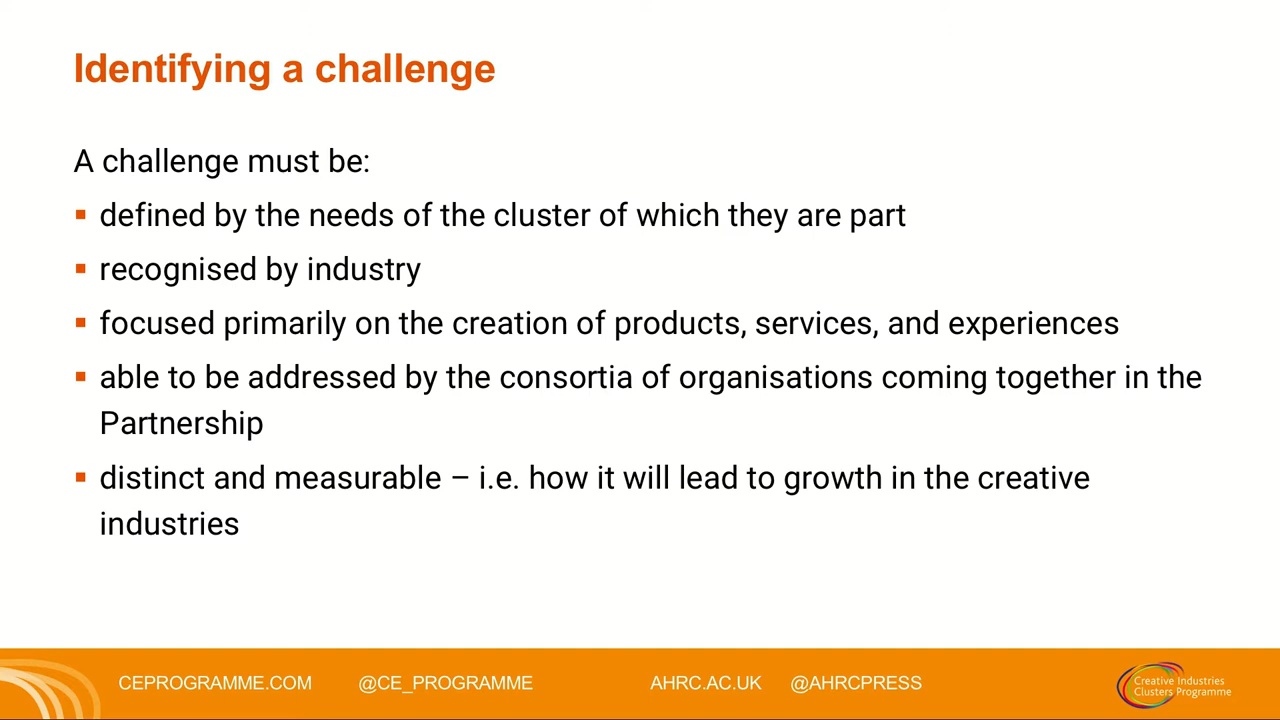 Identifying a challenge
A challenge must be:
▪ defined by the needs of the cluster of which they are part
▪ recognised by industry
▪ focused primarily on the creation of products, services, and experiences
▪ able to be addressed by the consortia of organisations coming together in the
Partnership
▪ distinct and measurable – i.e. how it will lead to growth in the creative
industries
CEPROGRAMME.COM @CE_PROGRAMME AHRC.AC.UK @AHRCPRESS
Creative Industries
Clusters Programme